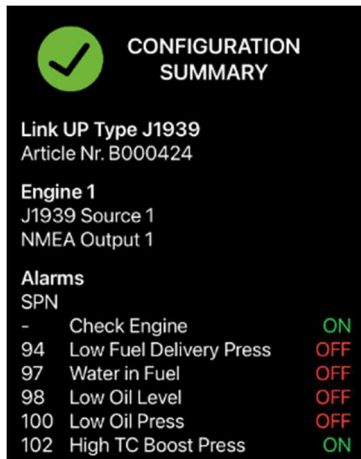 CONFIGURATION
SUMMARY
Link UP Type J1939
Article Nr. B000424
Engine 1
J1939 Source 1
NMEA Output 1
Alarms
SPN
- Check Engine ON
94 Low Fuel Delivery Press OFF
97 Water in Fuel OFF
98 Low Oil Level OFF
100 Low Oil Press OFF
102 High TC Boost Press ON